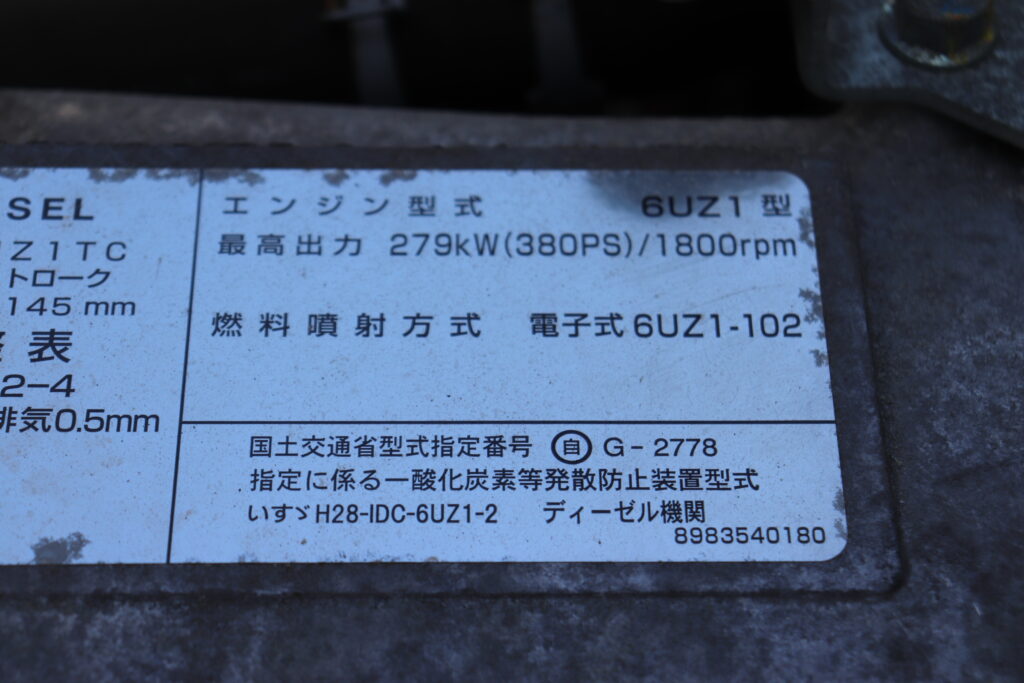 SEL
Z1TC
トローク
145 mm
表
2-4
排気0.5mm
エンジン型式 6UZ1型
最高出力 279kW(380PS)/1800rpm
燃料噴射方式 電子式6UZ1-102
国土交通省型式指定番号 自 G-2778
指定に係る一酸化炭素等発散防止装置型式
いすゞH28-IDC-6UZ1-2 ディーゼル機関
8983540180